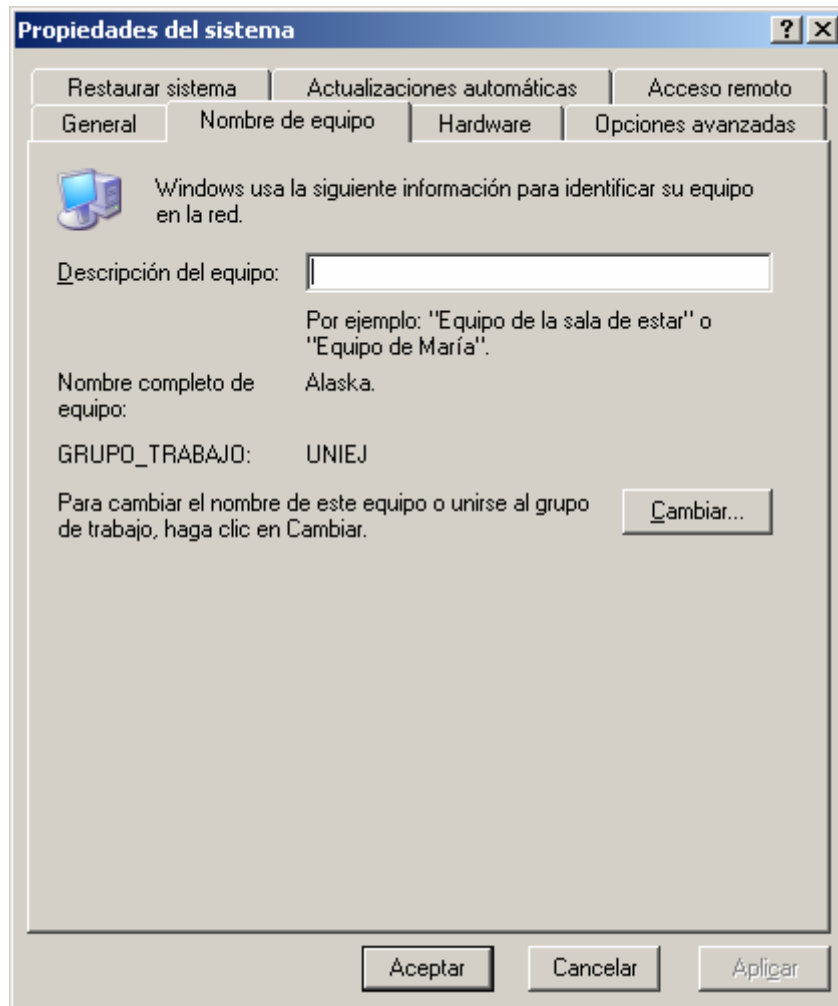 Propiedades del sistema
Restaurar sistema Actualizaciones automáticas Acceso remoto
General Nombre de equipo Hardware Opciones avanzadas
Windows usa la siguiente información para identificar su equipo
en la red.
Descripción del equipo:
Por ejemplo: "Equipo de la sala de estar" o
"Equipo de María".
Nombre completo de Alaska.
equipo:
GRUPO_TRABAJO: UNIEJ
Para cambiar el nombre de este equipo o unirse al grupo
de trabajo, haga clic en Cambiar.
Cambiar...
Aceptar Cancelar Aplicar